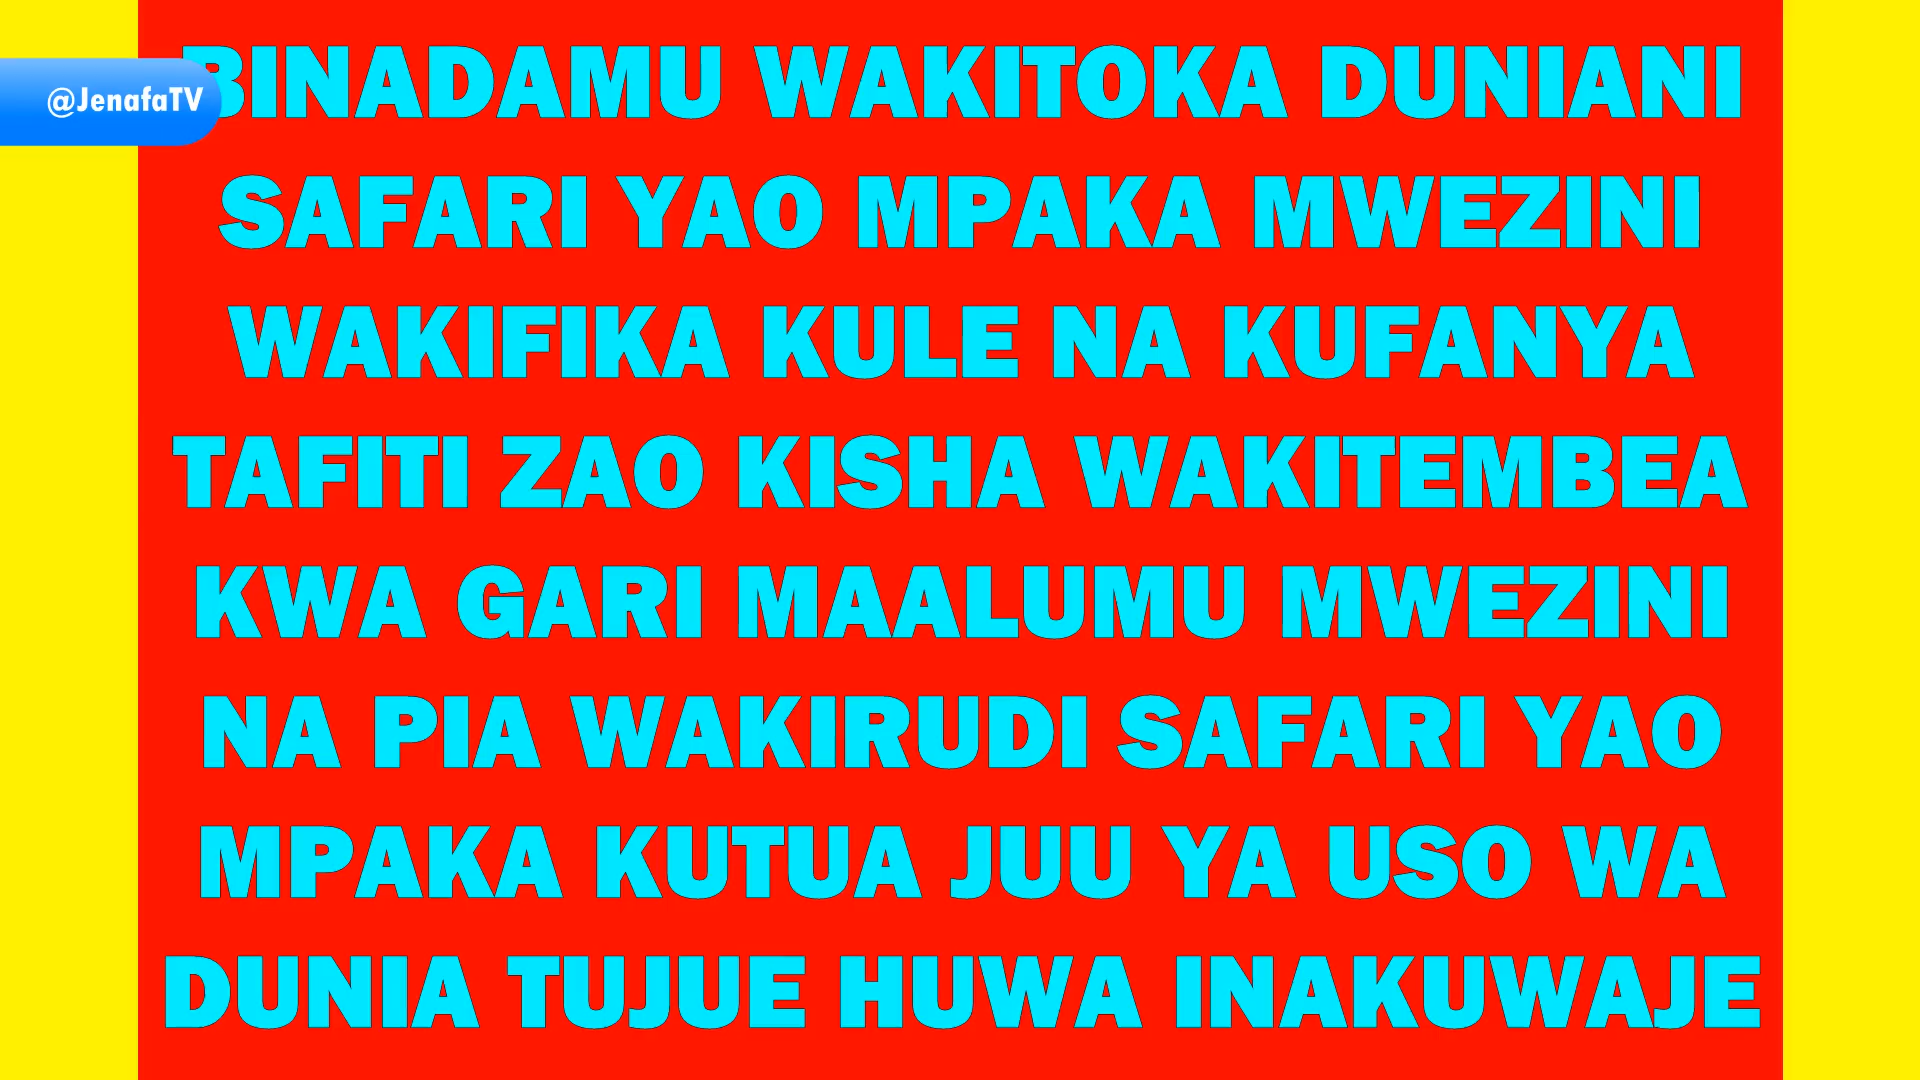 @JenafaTV
BINADAMU WAKITOKA DUNIANI
SAFARI YAO MPAKA MWEZINI
WAKIFIKA KULE NA KUFANYA
TAFITI ZAO KISHA WAKITEMBEA
KWA GARI MAALUMU MWEZINI
NA PIA WAKIRUDI SAFARI YAO
MPAKA KUTUA JUU YA USO WA
DUNIA TUJUE HUWA INAKUWAJE